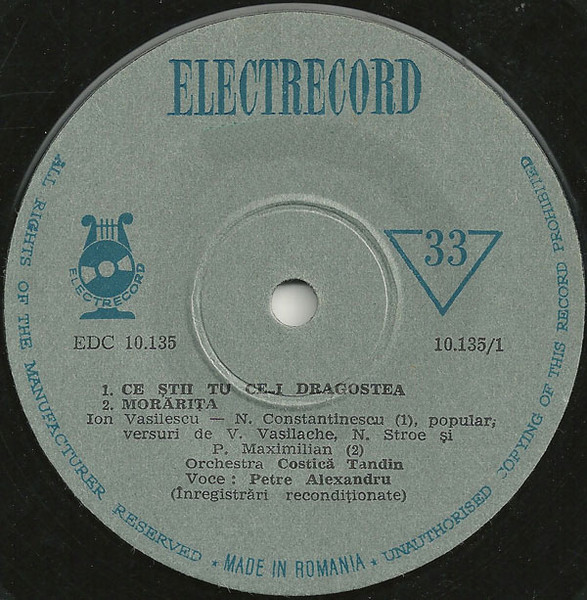 ELECTRECORD
ELECTRECORD
33
EDC 10.135
10.135/1
1. CE ȘTII TU CE-I DRAGOSTEA
2. MORĂRIȚA
Ion Vasilescu — N. Constantinescu (1), popular;
versuri de V. Vasilache, N. Stroe și
P. Maximilian (2)
Orchestra Costică Tandin
Voce : Petre Alexandru
(Înregistrări recondiționate)
ALL RIGHTS OF THE MANUFACTURER RESERVED ★ MADE IN ROMANIA ★ UNAUTHORISED COPYING OF THIS RECORD PROHIBITED